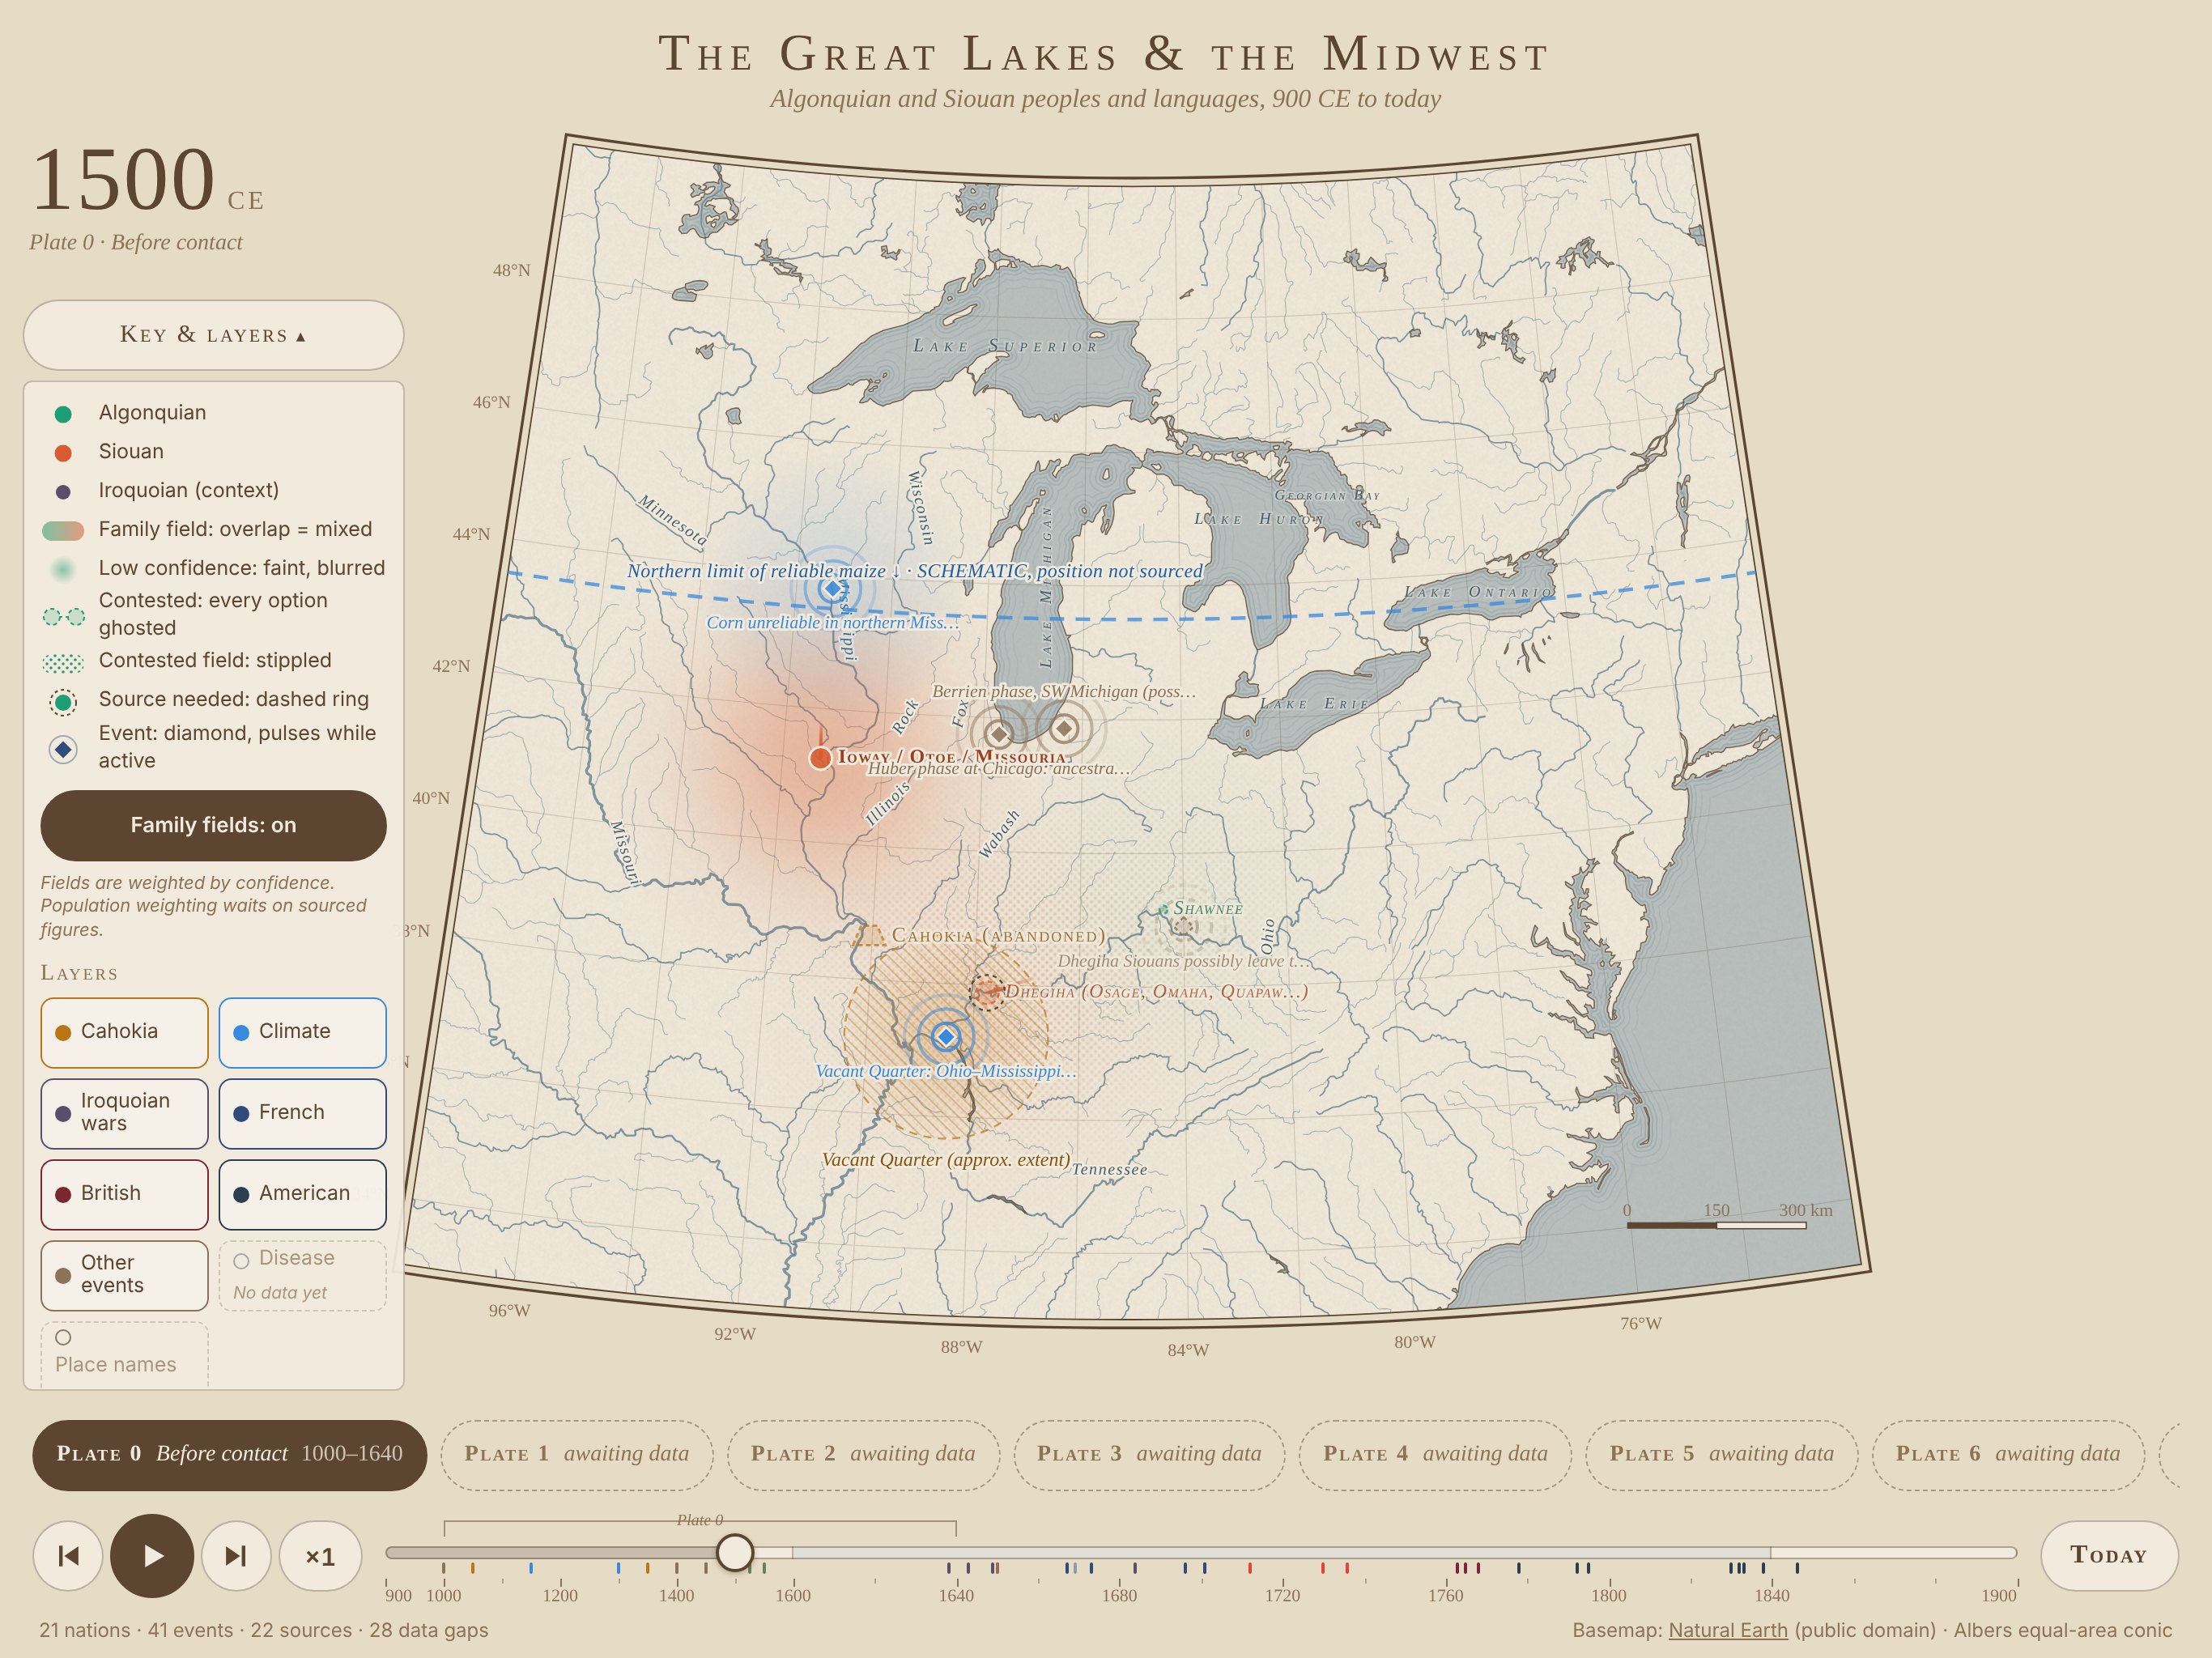 The Great Lakes & the Midwest
Algonquian and Siouan peoples and languages, 900 CE to today
1500 CE
Plate 0 · Before contact
Key & layers ▴
Algonquian
Siouan
Iroquoian (context)
Family field: overlap = mixed
Low confidence: faint, blurred
Contested: every option
ghosted
Contested field: stippled
Source needed: dashed ring
Event: diamond, pulses while
active
Family fields: on
Fields are weighted by confidence.
Population weighting waits on sourced
figures.
Layers
Cahokia
Climate
Iroquoian
wars
French
British
American
Other
events
Disease
No data yet
Place names
48°N
46°N
44°N
42°N
40°N
8°N
N
96°W
92°W
88°W
84°W
80°W
76°W
Lake Superior
Georgian Bay
Lake Huron
Lake Michigan
Lake Ontario
Lake Erie
Minnesota
Wisconsin
Mississippi
Northern limit of reliable maize ↓ · SCHEMATIC, position not sourced
Corn unreliable in northern Miss…
Berrien phase, SW Michigan (poss…
Rock
Fox
Ioway / Otoe / Missouria
Huber phase at Chicago: ancestra…
Illinois
Wabash
Missouri
Shawnee
Ohio
Cahokia (abandoned)
Dhegiha Siouans possibly leave t…
Dhegiha (Osage, Omaha, Quapaw…)
Vacant Quarter: Ohio–Mississippi…
Vacant Quarter (approx. extent)
Tennessee
0 150 300 km
Plate 0 Before contact 1000–1640
Plate 1 awaiting data
Plate 2 awaiting data
Plate 3 awaiting data
Plate 4 awaiting data
Plate 5 awaiting data
Plate 6 awaiting data
×1
Plate 0
Today
900 1000 1200 1400 1600 1640 1680 1720 1760 1800 1840 1900
21 nations · 41 events · 22 sources · 28 data gaps
Basemap: Natural Earth (public domain) · Albers equal-area conic